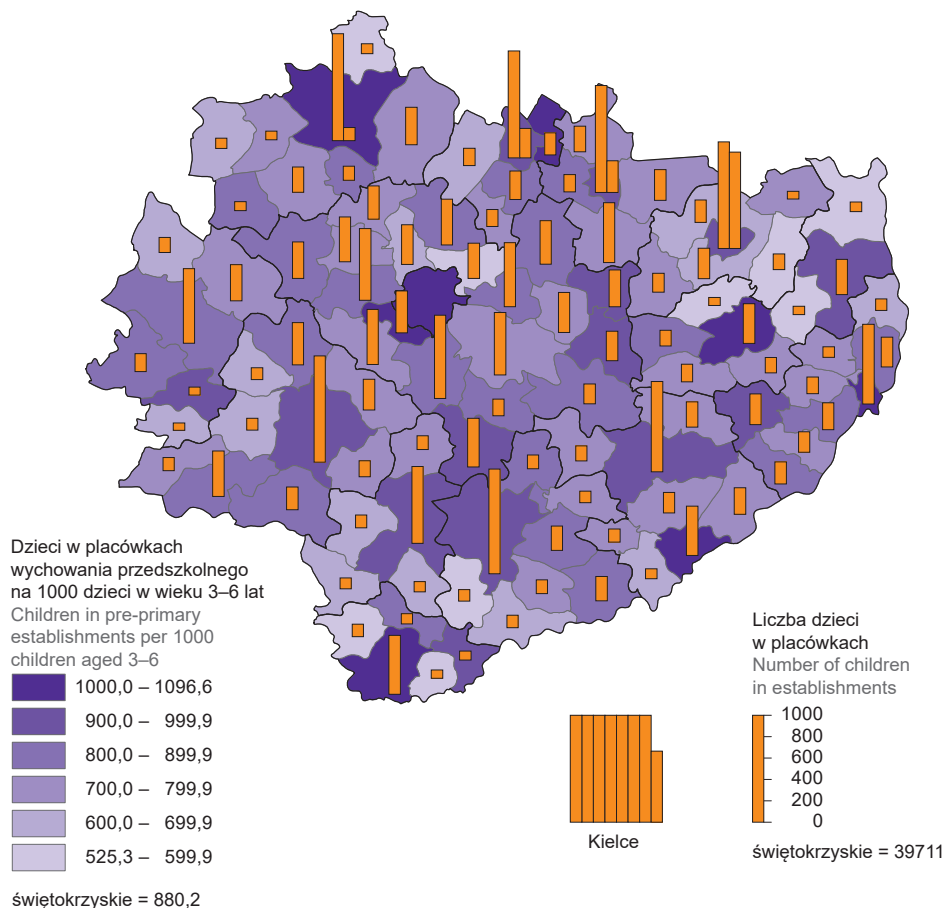 Dzieci w placówkach
wychowania przedszkolnego
na 1000 dzieci w wieku 3–6 lat
Children in pre-primary
establishments per 1000
children aged 3–6
1000,0 – 1096,6
900,0 – 999,9
800,0 – 899,9
700,0 – 799,9
600,0 – 699,9
525,3 – 599,9
świętokrzyskie = 880,2
Kielce
Liczba dzieci
w placówkach
Number of children
in establishments
1000
800
600
400
200
0
świętokrzyskie = 39711